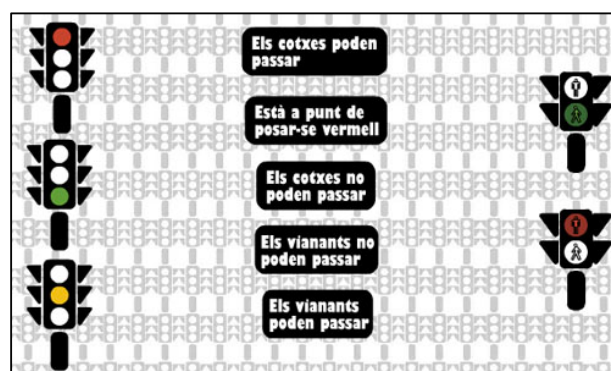 Els cotxes poden
passar
Està a punt de
posar-se vermell
Els cotxes no
poden passar
Els vianants no
poden passar
Els vianants
poden passar